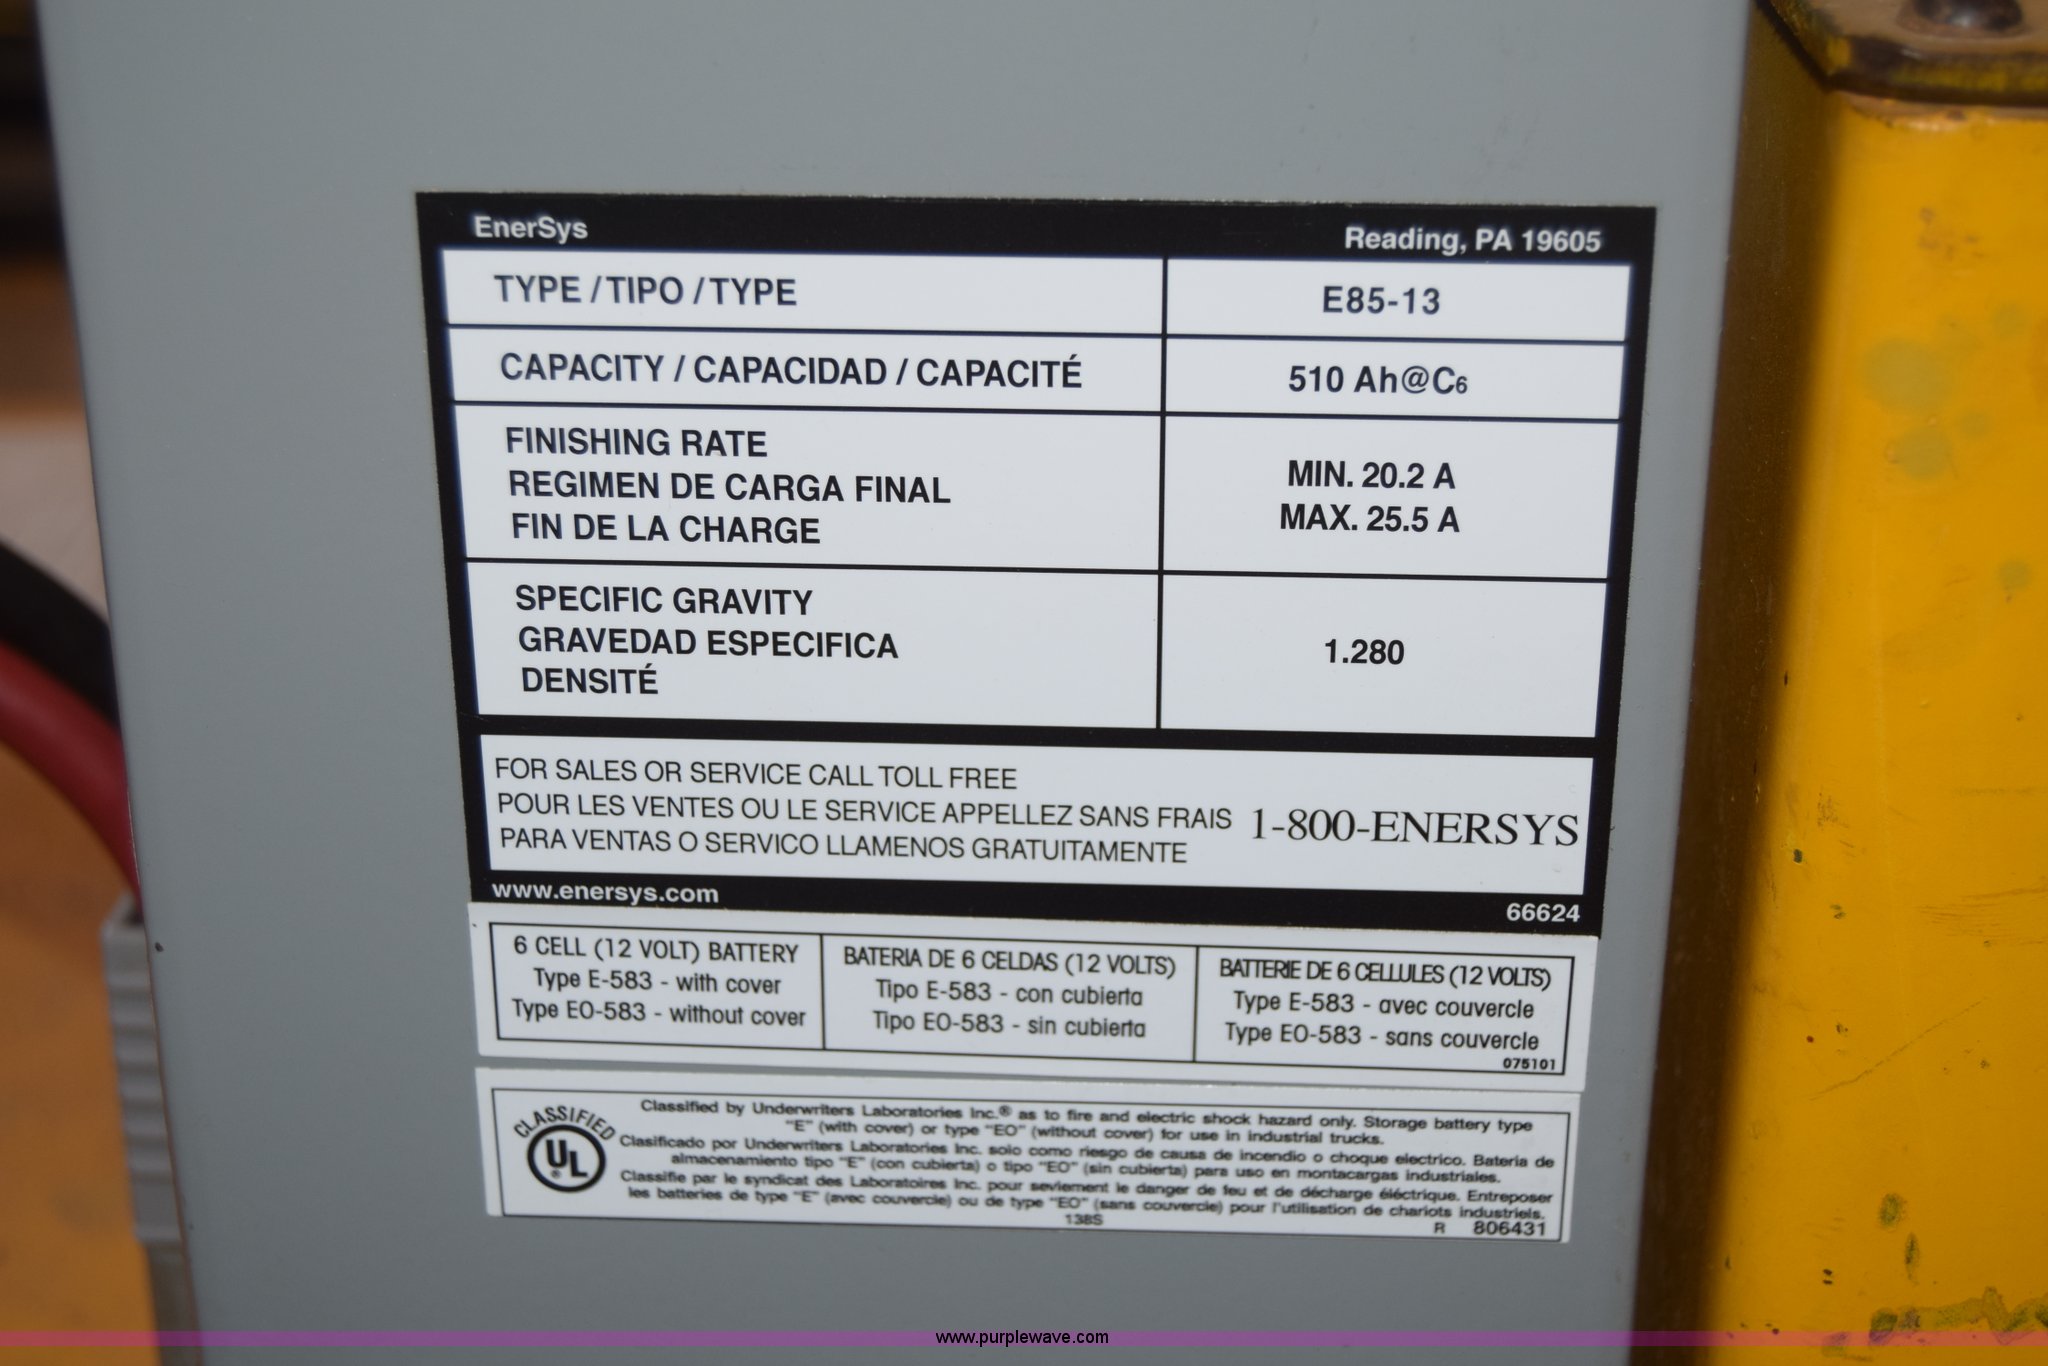 EnerSys Reading, PA 19605
TYPE / TIPO / TYPE E85-13
CAPACITY / CAPACIDAD / CAPACITÉ 510 Ah@C6
FINISHING RATE
REGIMEN DE CARGA FINAL
FIN DE LA CHARGE
MIN. 20.2 A
MAX. 25.5 A
SPECIFIC GRAVITY
GRAVEDAD ESPECIFICA
DENSITÉ
1.280
FOR SALES OR SERVICE CALL TOLL FREE
POUR LES VENTES OU LE SERVICE APPELLEZ SANS FRAIS
PARA VENTAS O SERVICO LLAMENOS GRATUITAMENTE
1-800-ENERSYS
www.enersys.com 66624
6 CELL (12 VOLT) BATTERY
Type E-583 - with cover
Type EO-583 - without cover
BATERIA DE 6 CELDAS (12 VOLTS)
Tipo E-583 - con cubierta
Tipo EO-583 - sin cubierta
BATTERIE DE 6 CELLULES (12 VOLTS)
Type E-583 - avec couvercle
Type EO-583 - sans couvercle
075101
CLASSIFIED
UL®
Classified by Underwriters Laboratories Inc.® as to fire and electric shock hazard only. Storage battery type
"E" (with cover) or type "EO" (without cover) for use in industrial trucks.
Clasificado por Underwriters Laboratories Inc. solo como riesgo de causa de incendio o choque electrico. Bateria de
almacenamiento tipo "E" (con cubierta) o tipo "EO" (sin cubierta) para uso en montacargas industriales.
Classifie par le syndicat des Laboratoires Inc. pour seviement le danger de feu et de décharge éléctrique. Entreposer
les batteries de type "E" (avec couvercle) ou de type "EO" (sans couvercle) pour l'utilisation de chariots industriels.
138S R 806431
www.purplewave.com